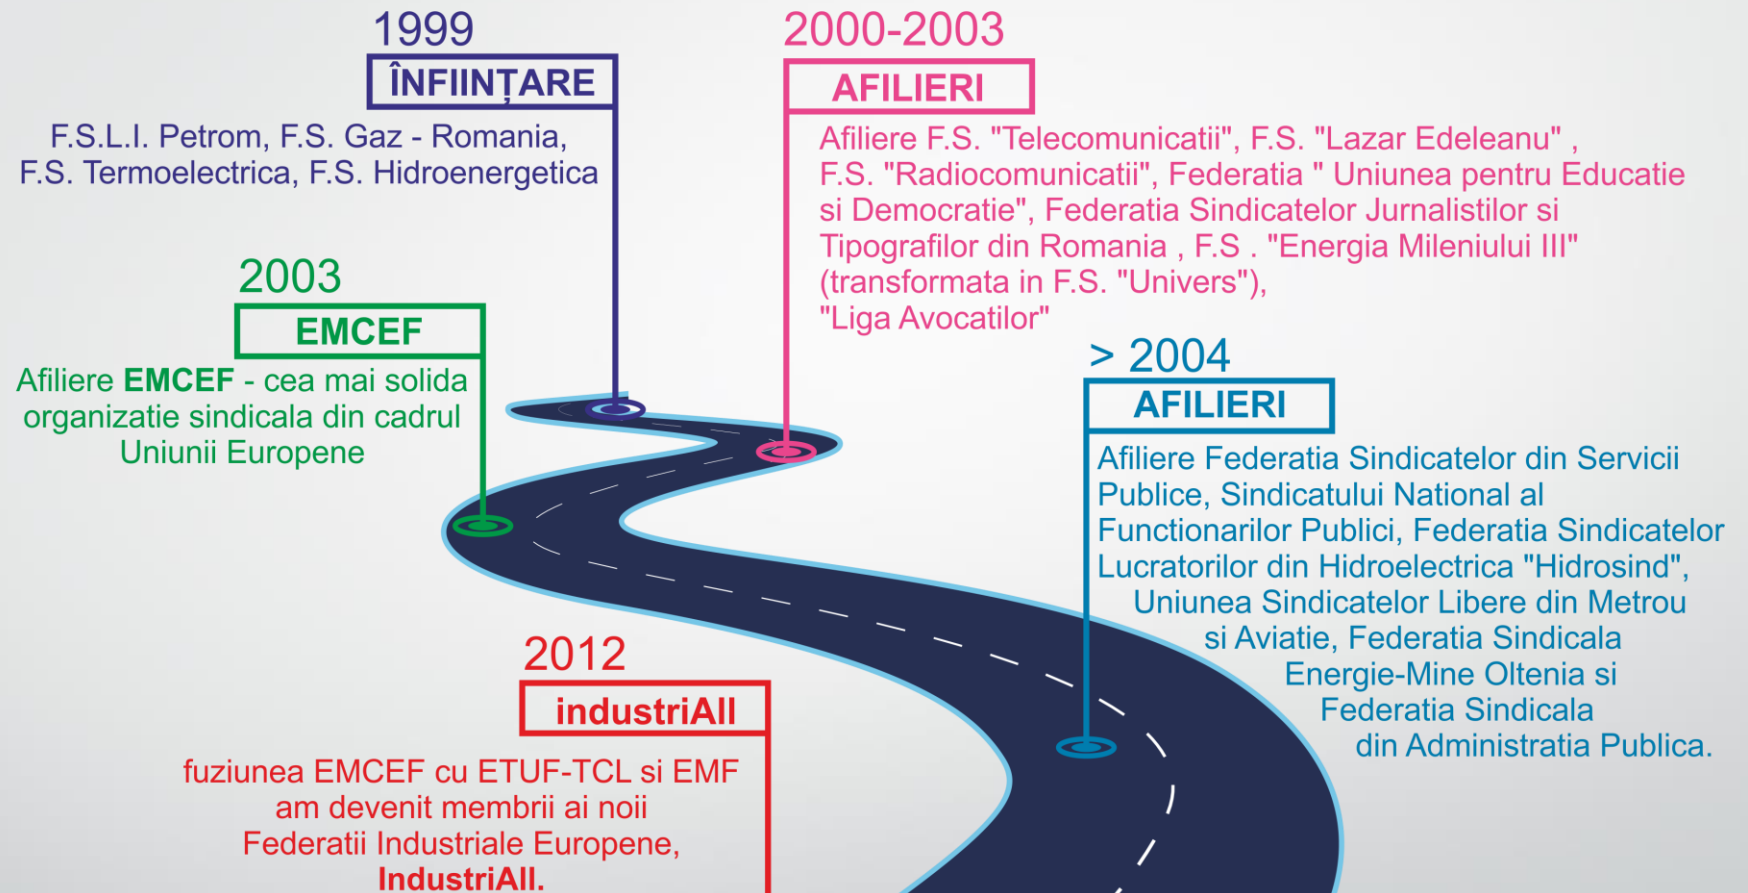 1999
ÎNFIINȚARE
F.S.L.I. Petrom, F.S. Gaz - Romania,
F.S. Termoelectrica, F.S. Hidroenergetica
2000-2003
AFILIERI
Afiliere F.S. "Telecomunicatii", F.S. "Lazar Edeleanu" ,
F.S. "Radiocomunicatii", Federatia " Uniunea pentru Educatie
si Democratie", Federatia Sindicatelor Jurnalistilor si
Tipografilor din Romania , F.S . "Energia Mileniului III"
(transformata in F.S. "Univers"),
"Liga Avocatilor"
2003
EMCEF
Afiliere EMCEF - cea mai solida
organizatie sindicala din cadrul
Uniunii Europene
> 2004
AFILIERI
Afiliere Federatia Sindicatelor din Servicii
Publice, Sindicatului National al
Functionarilor Publici, Federatia Sindicatelor
Lucratorilor din Hidroelectrica "Hidrosind",
Uniunea Sindicatelor Libere din Metrou
si Aviatie, Federatia Sindicala
Energie-Mine Oltenia si
Federatia Sindicala
din Administratia Publica.
2012
industriAll
fuziunea EMCEF cu ETUF-TCL si EMF
am devenit membrii ai noii
Federatii Industriale Europene,
IndustriAll.